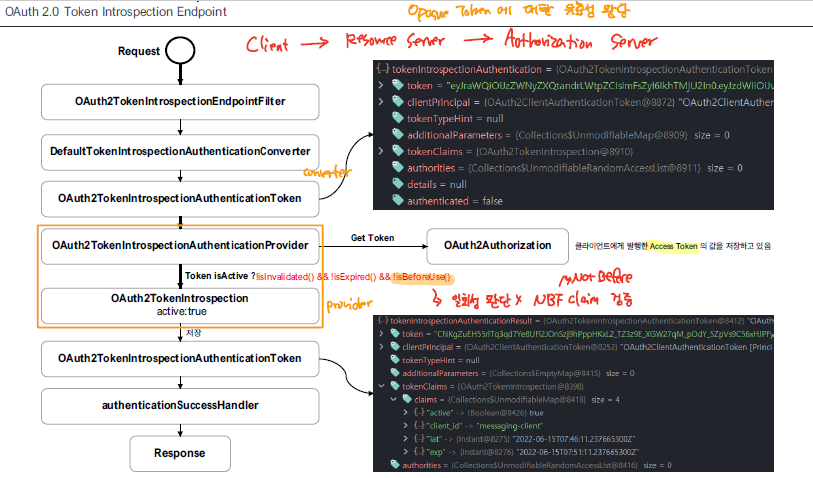 OAuth 2.0 Token Introspection Endpoint
Opaque Token 에 대한 유효성 판단
Client → Resource Server → Authorization Server
Request
OAuth2TokenIntrospectionEndpointFilter
DefaultTokenIntrospectionAuthenticationConverter
converter
OAuth2TokenIntrospectionAuthenticationToken
tokenIntrospectionAuthentication = {OAuth2TokenIntrospectionAuthenticationToken
token =
clientPrincipal = {OAuth2ClientAuthenticationToken@8872} "OAuth2ClientAuthen
tokenTypeHint = null
additionalParameters = {Collections$UnmodifiableMap@8909} size = 0
tokenClaims = {OAuth2TokenIntrospection@8910}
authorities = {Collections$UnmodifiableRandomAccessList@8911} size = 0
details = null
authenticated = false
OAuth2TokenIntrospectionAuthenticationProvider
Get Token
OAuth2Authorization
클라이언트에게 발행한 Access Token 의 값을 저장하고 있음
Token isActive ? !isInvalidated() && !isExpired() && !isBeforeUse()
Not Before
일회성 판단 X NBF claim 검증
OAuth2TokenIntrospection
active: true
provider
저장
OAuth2TokenIntrospectionAuthenticationToken
authenticationSuccessHandler
Response
tokenIntrospectionAuthenticationResult = {OAuth2TokenIntrospectionAuthenticationToken@8412} "OAuth
token =
clientPrincipal = {OAuth2ClientAuthenticationToken@8252} "OAuth2ClientAuthenticationToken [Princi
tokenTypeHint = null
additionalParameters = {Collections$EmptyMap@8415} size = 0
tokenClaims = {OAuth2TokenIntrospection@8398}
claims = {Collections$UnmodifiableMap@8418} size = 4
"active" -> {Boolean@8426} true
"client_id" -> "messaging-client"
"iat" -> {Instant@8275} "2022-06-15T07:46:11.237665300Z"
"exp" -> {Instant@8276} "2022-06-15T07:51:11.237665300Z"
authorities = {Collections$UnmodifiableRandomAccessList@8416} size = 0